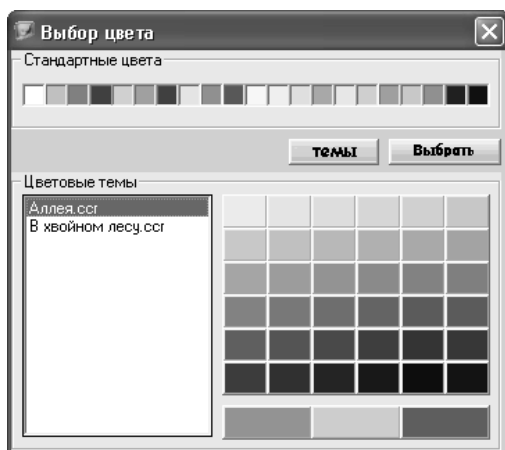 Выбор цвета
Стандартные цвета
темы Выбрать
Цветовые темы
Аллея.ccr
В хвойном лесу.ccr